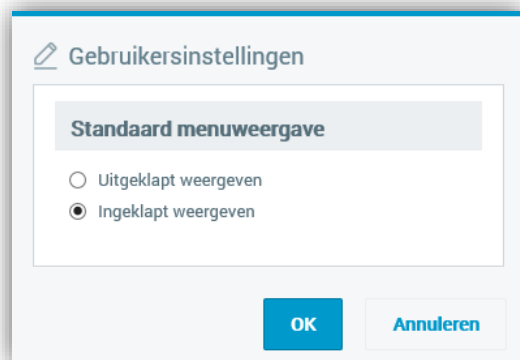 Gebruikersinstellingen
Standaard menuweergave
Uitgeklapt weergeven
Ingeklapt weergeven
OK Annuleren